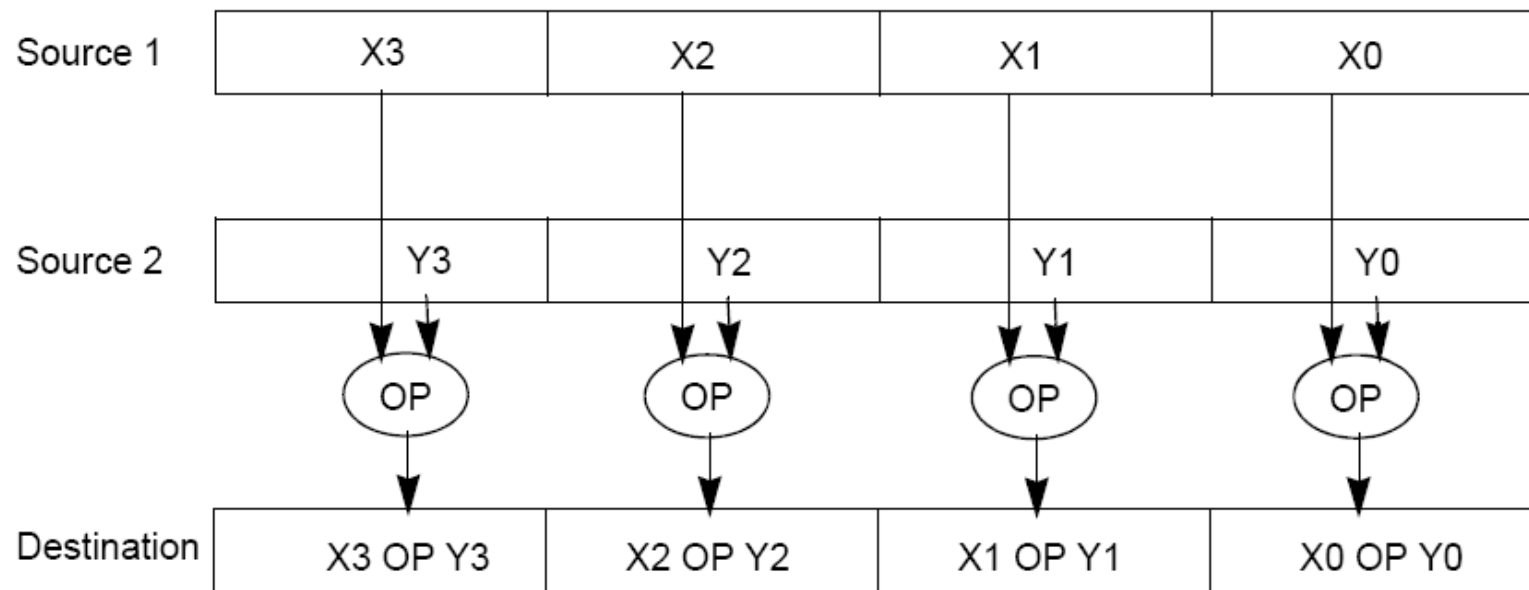 Source 1 X3 X2 X1 X0
Source 2 Y3 Y2 Y1 Y0
OP OP OP OP
Destination X3 OP Y3 X2 OP Y2 X1 OP Y1 X0 OP Y0